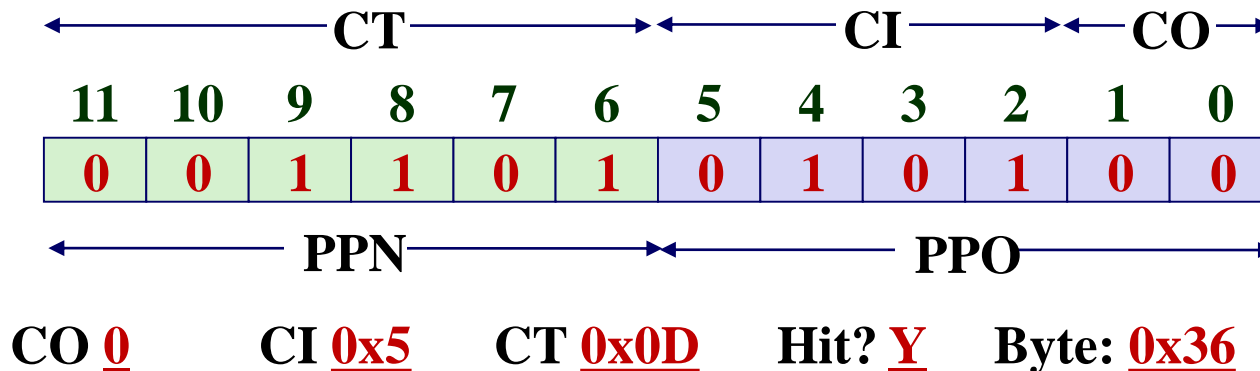 CT CI CO
11 10 9 8 7 6 5 4 3 2 1 0
0 0 1 1 0 1 0 1 0 1 0 0
PPN PPO
CO 0 CI 0x5 CT 0x0D Hit? Y Byte: 0x36